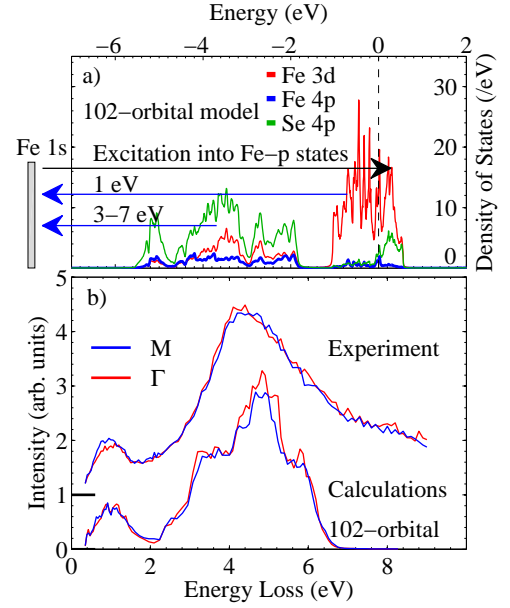 Energy (eV)
−6 −4 −2 0 2
a)
Fe 3d
Fe 4p
Se 4p
102−orbital model
Fe 1s
Excitation into Fe−p states
1 eV
3−7 eV
30
20
10
0
Density of States (/eV)
b)
M
Γ
Experiment
Calculations
102−orbital
5
4
3
2
1
0
Intensity (arb. units)
0 2 4 6 8
Energy Loss (eV)